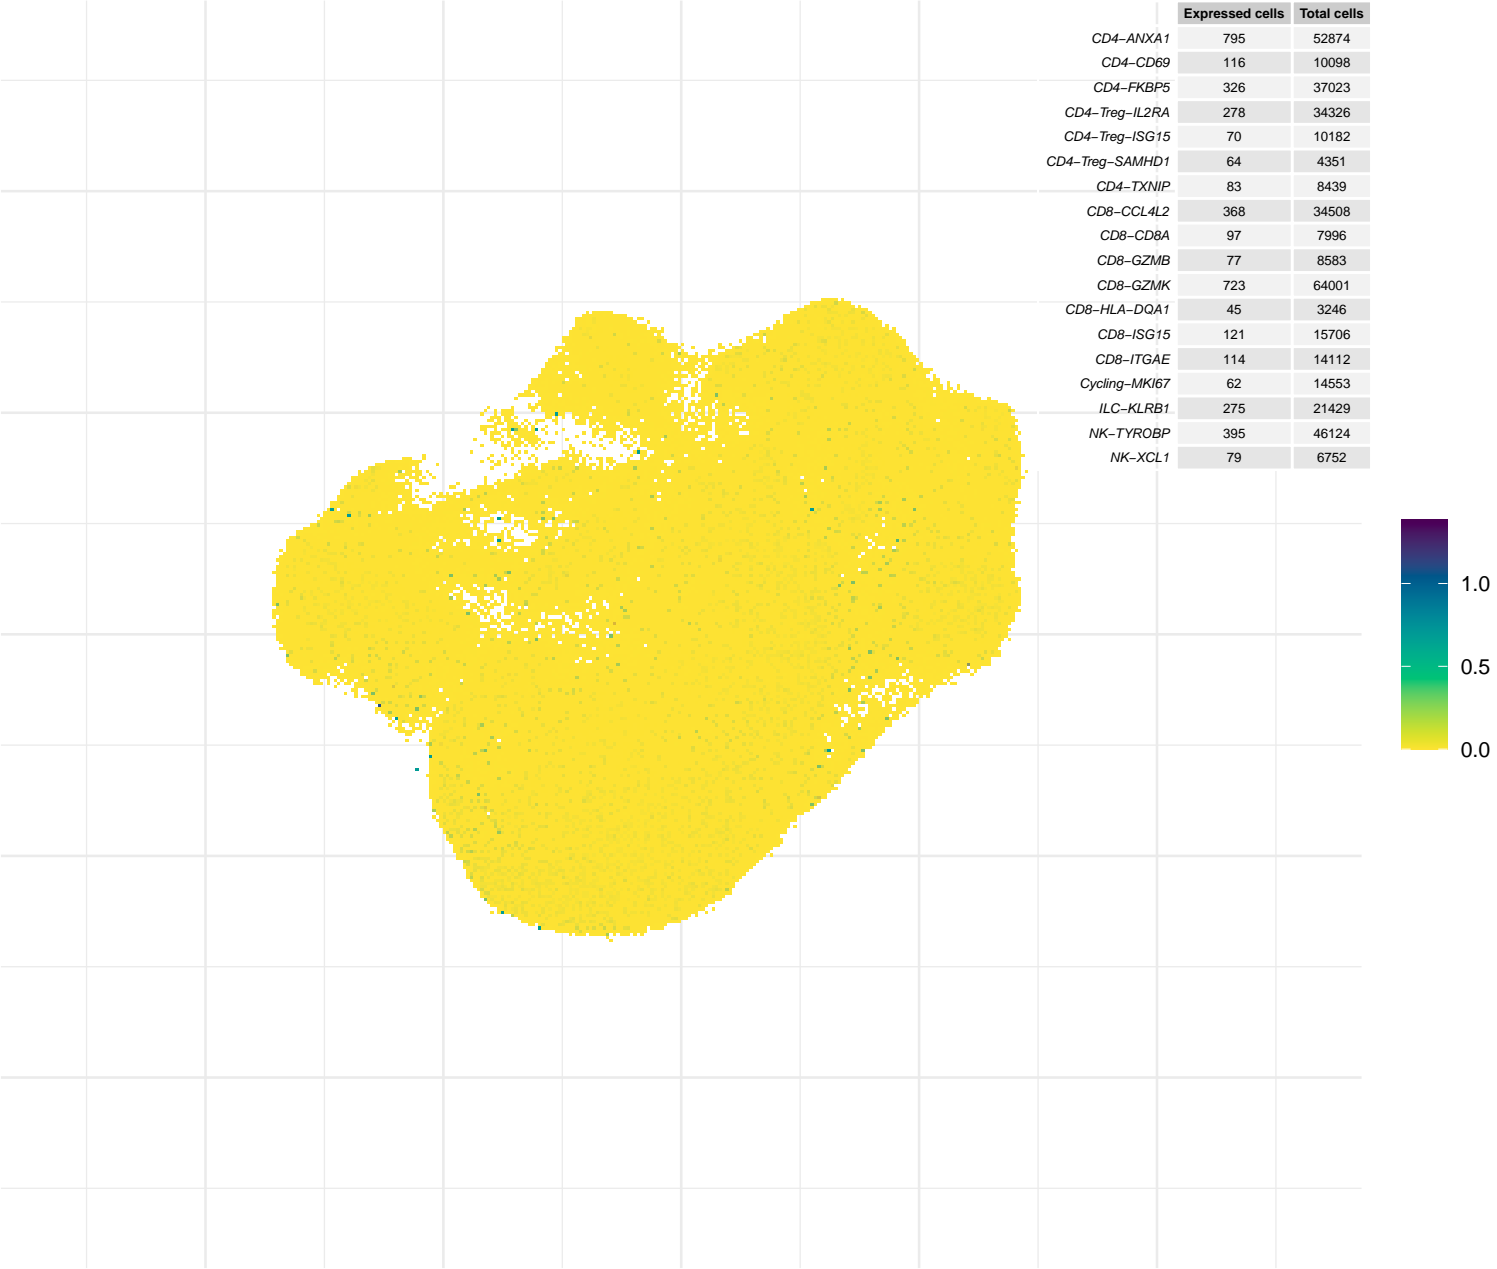 Expressed cells Total cells
CD4−ANXA1 795 52874
CD4−CD69 116 10098
CD4−FKBP5 326 37023
CD4−Treg−IL2RA 278 34326
CD4−Treg−ISG15 70 10182
CD4−Treg−SAMHD1 64 4351
CD4−TXNIP 83 8439
CD8−CCL4L2 368 34508
CD8−CD8A 97 7996
CD8−GZMB 77 8583
CD8−GZMK 723 64001
CD8−HLA−DQA1 45 3246
CD8−ISG15 121 15706
CD8−ITGAE 114 14112
Cycling−MKI67 62 14553
ILC−KLRB1 275 21429
NK−TYROBP 395 46124
NK−XCL1 79 6752
1.0
0.5
0.0